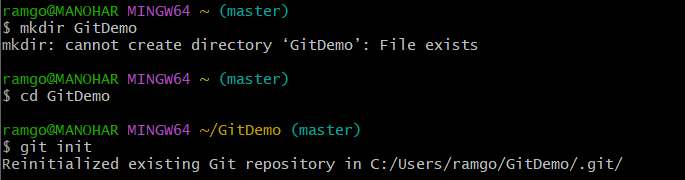 ramgo@MANOHAR MINGW64 ~ (master)
$ mkdir GitDemo
mkdir: cannot create directory ‘GitDemo’: File exists
ramgo@MANOHAR MINGW64 ~ (master)
$ cd GitDemo
ramgo@MANOHAR MINGW64 ~/GitDemo (master)
$ git init
Reinitialized existing Git repository in C:/Users/ramgo/GitDemo/.git/